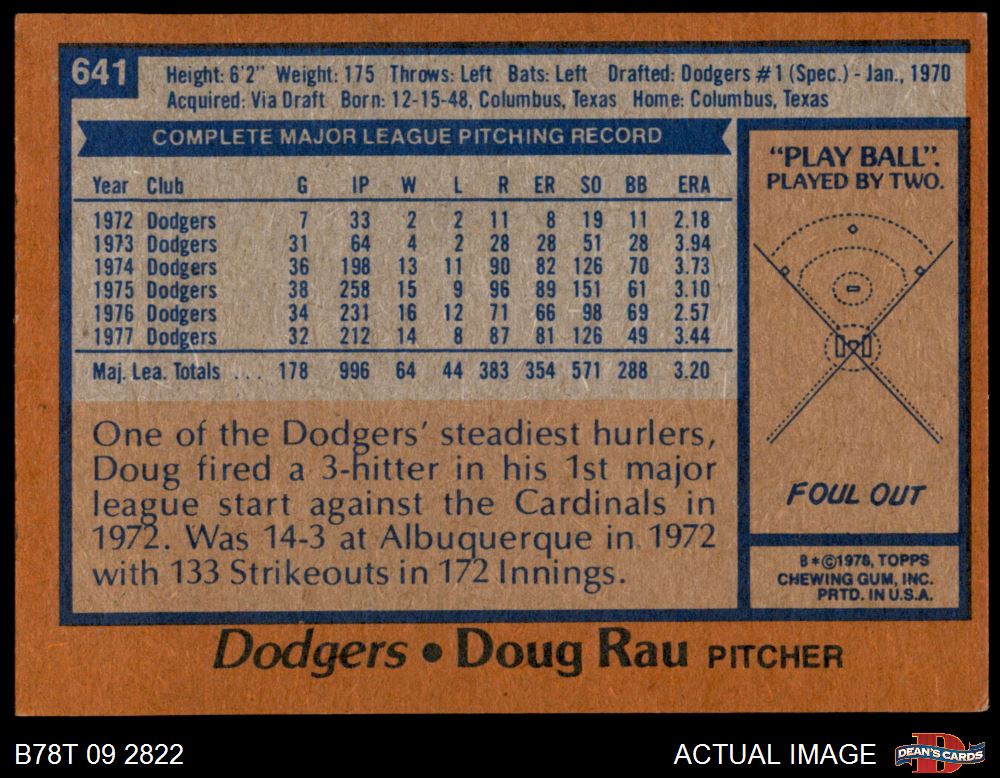 641
Height: 6'2" Weight: 175 Throws: Left Bats: Left Drafted: Dodgers #1 (Spec.) - Jan., 1970
Acquired: Via Draft Born: 12-15-48, Columbus, Texas Home: Columbus, Texas
COMPLETE MAJOR LEAGUE PITCHING RECORD
Year Club G IP W L R ER SO BB ERA
1972 Dodgers 7 33 2 2 11 8 19 11 2.18
1973 Dodgers 31 64 4 2 28 28 51 28 3.94
1974 Dodgers 36 198 13 11 90 82 126 70 3.73
1975 Dodgers 38 258 15 9 96 89 151 61 3.10
1976 Dodgers 34 231 16 12 71 66 98 69 2.57
1977 Dodgers 32 212 14 8 87 81 126 49 3.44
Maj. Lea. Totals ... 178 996 64 44 383 354 571 288 3.20
One of the Dodgers' steadiest hurlers,
Doug fired a 3-hitter in his 1st major
league start against the Cardinals in
1972. Was 14-3 at Albuquerque in 1972
with 133 Strikeouts in 172 Innings.
"PLAY BALL".
PLAYED BY TWO.
FOUL OUT
B*©1978, TOPPS
CHEWING GUM, INC.
PRTD. IN U.S.A.
Dodgers • Doug Rau PITCHER
B78T 09 2822
ACTUAL IMAGE
D
DEAN'S CARDS